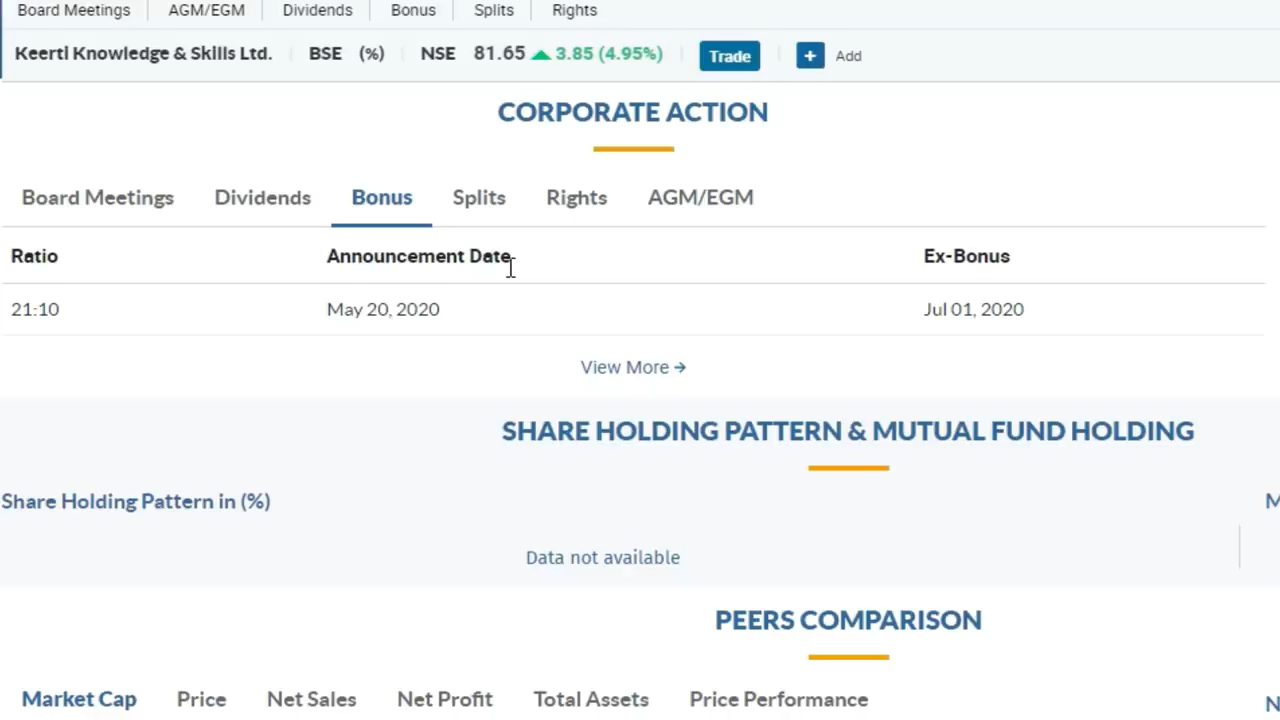 Board Meetings AGM/EGM Dividends Bonus Splits Rights
Keerti Knowledge & Skills Ltd. BSE (%) NSE 81.65 3.85 (4.95%) Trade + Add
CORPORATE ACTION
Board Meetings Dividends Bonus Splits Rights AGM/EGM
Ratio Announcement Date Ex-Bonus
21:10 May 20, 2020 Jul 01, 2020
View More →
SHARE HOLDING PATTERN & MUTUAL FUND HOLDING
Share Holding Pattern in (%)
Data not available
PEERS COMPARISON
Market Cap Price Net Sales Net Profit Total Assets Price Performance